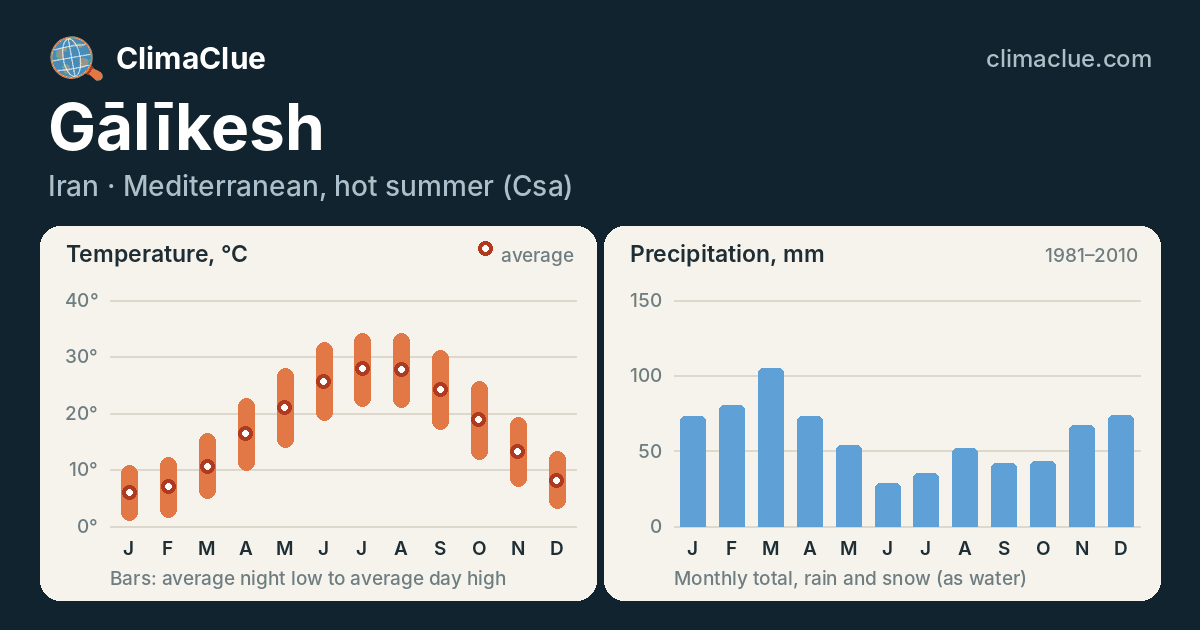 ClimaClue
climaclue.com
Gālīkesh
Iran · Mediterranean, hot summer (Csa)
Temperature, °C
average
40°
30°
20°
10°
0°
J F M A M J J A S O N D
Bars: average night low to average day high
Precipitation, mm
1981–2010
150
100
50
0
J F M A M J J A S O N D
Monthly total, rain and snow (as water)